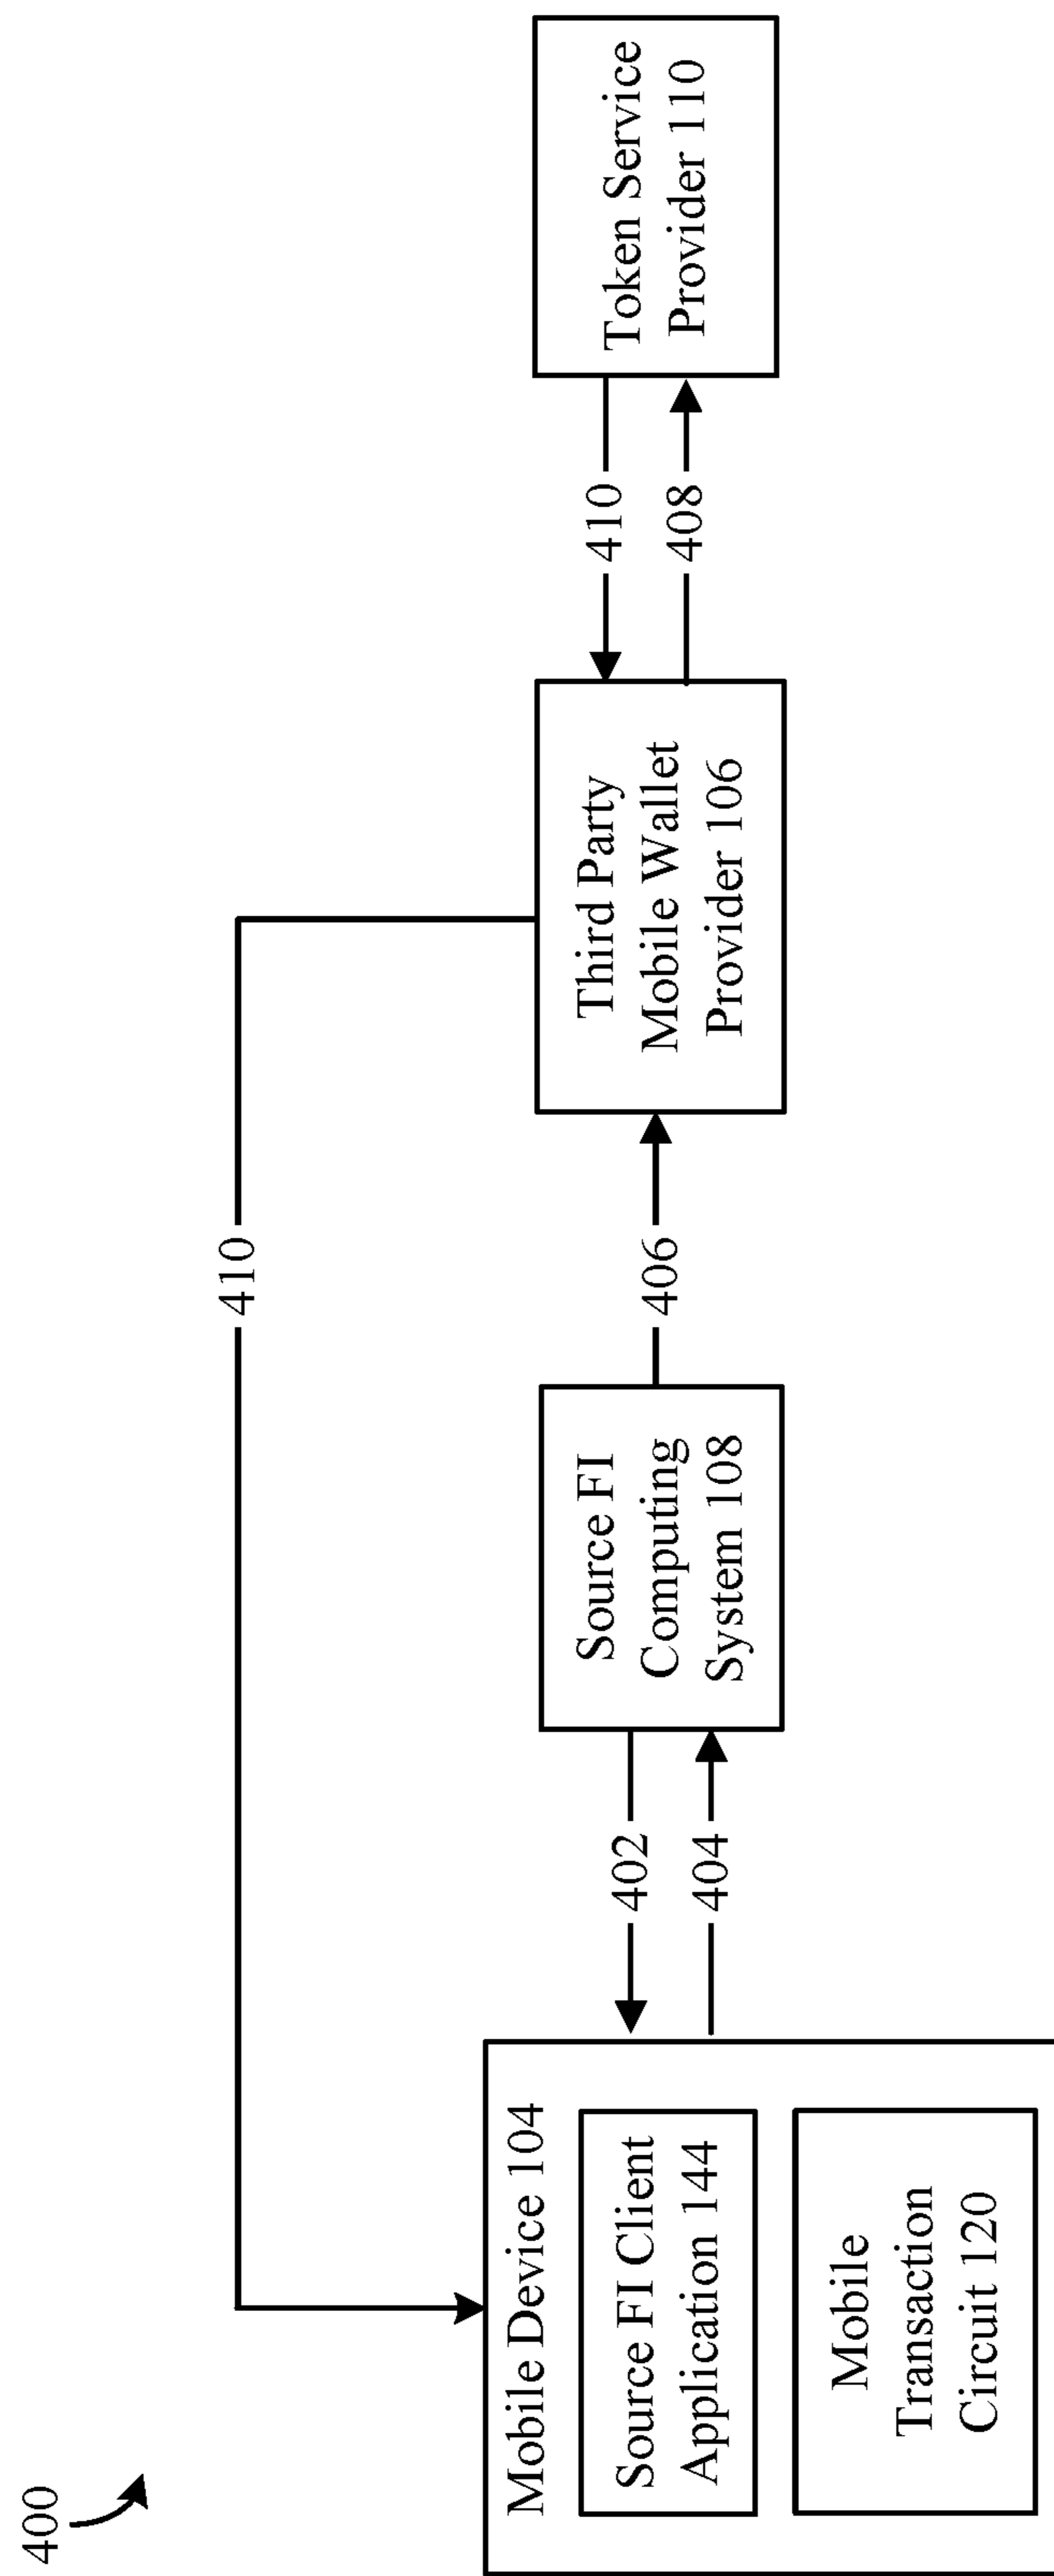 400
410
Mobile Device 104
Source FI Client
Application 144
Mobile
Transaction
Circuit 120
402
404
Source FI
Computing
System 108
406
Third Party
Mobile Wallet
Provider 106
410
408
Token Service
Provider 110